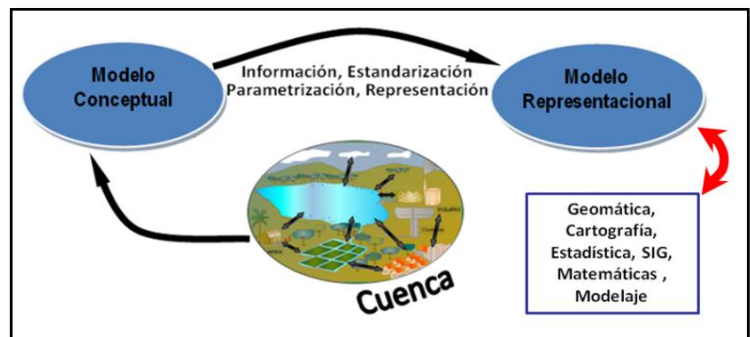 Modelo
Conceptual
Información, Estandarización
Parametrización, Representación
Modelo
Representacional
Cuenca
Geomática,
Cartografía,
Estadística, SIG,
Matemáticas ,
Modelaje